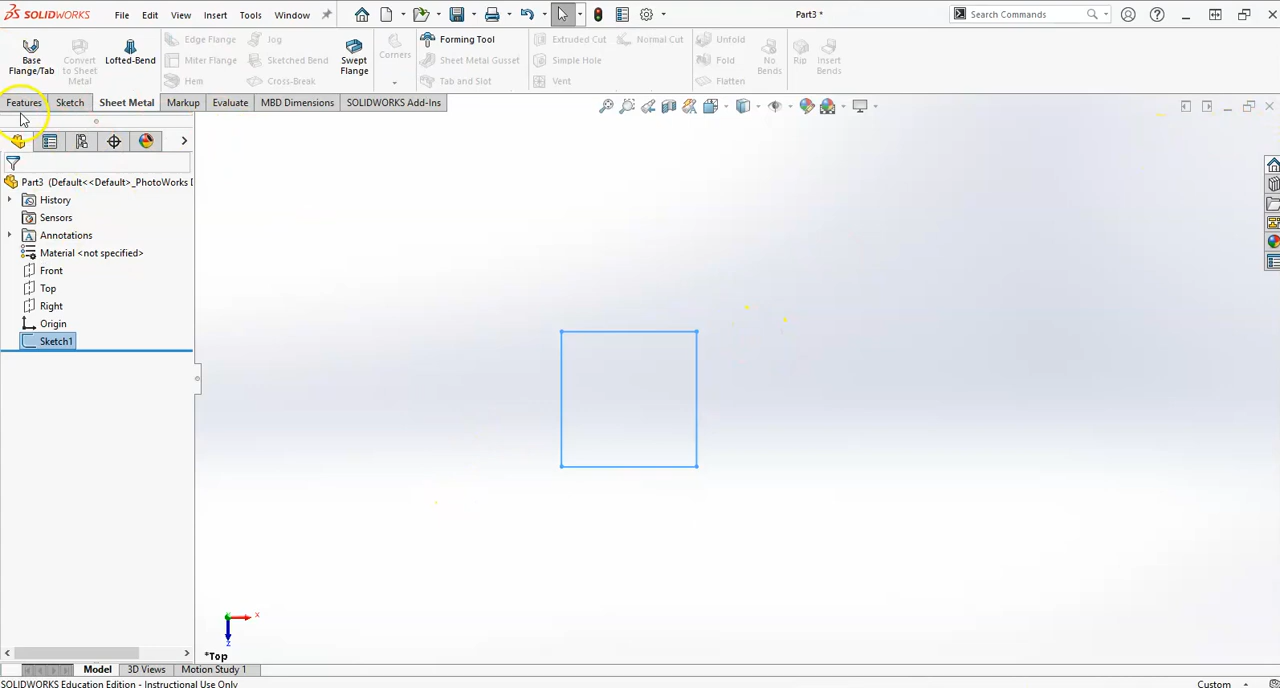 SOLIDWORKS File Edit View Insert Tools Window Part3 * Search Commands
Base Flange/Tab
Convert to Sheet Metal
Lofted-Bend
Edge Flange
Miter Flange
Hem
Jog
Sketched Bend
Cross-Break
Swept Flange
Corners
Forming Tool
Sheet Metal Gusset
Tab and Slot
Extruded Cut
Simple Hole
Vent
Normal Cut
Unfold
Fold
Flatten
No Bends
Rip
Insert Bends
Features Sketch Sheet Metal Markup Evaluate MBD Dimensions SOLIDWORKS Add-Ins
Part3 (Default<<Default>_PhotoWorks D
History
Sensors
Annotations
Material <not specified>
Front
Top
Right
Origin
Sketch1
x
z
*Top
Model 3D Views Motion Study 1
SOLIDWORKS Education Edition - Instructional Use Only Custom